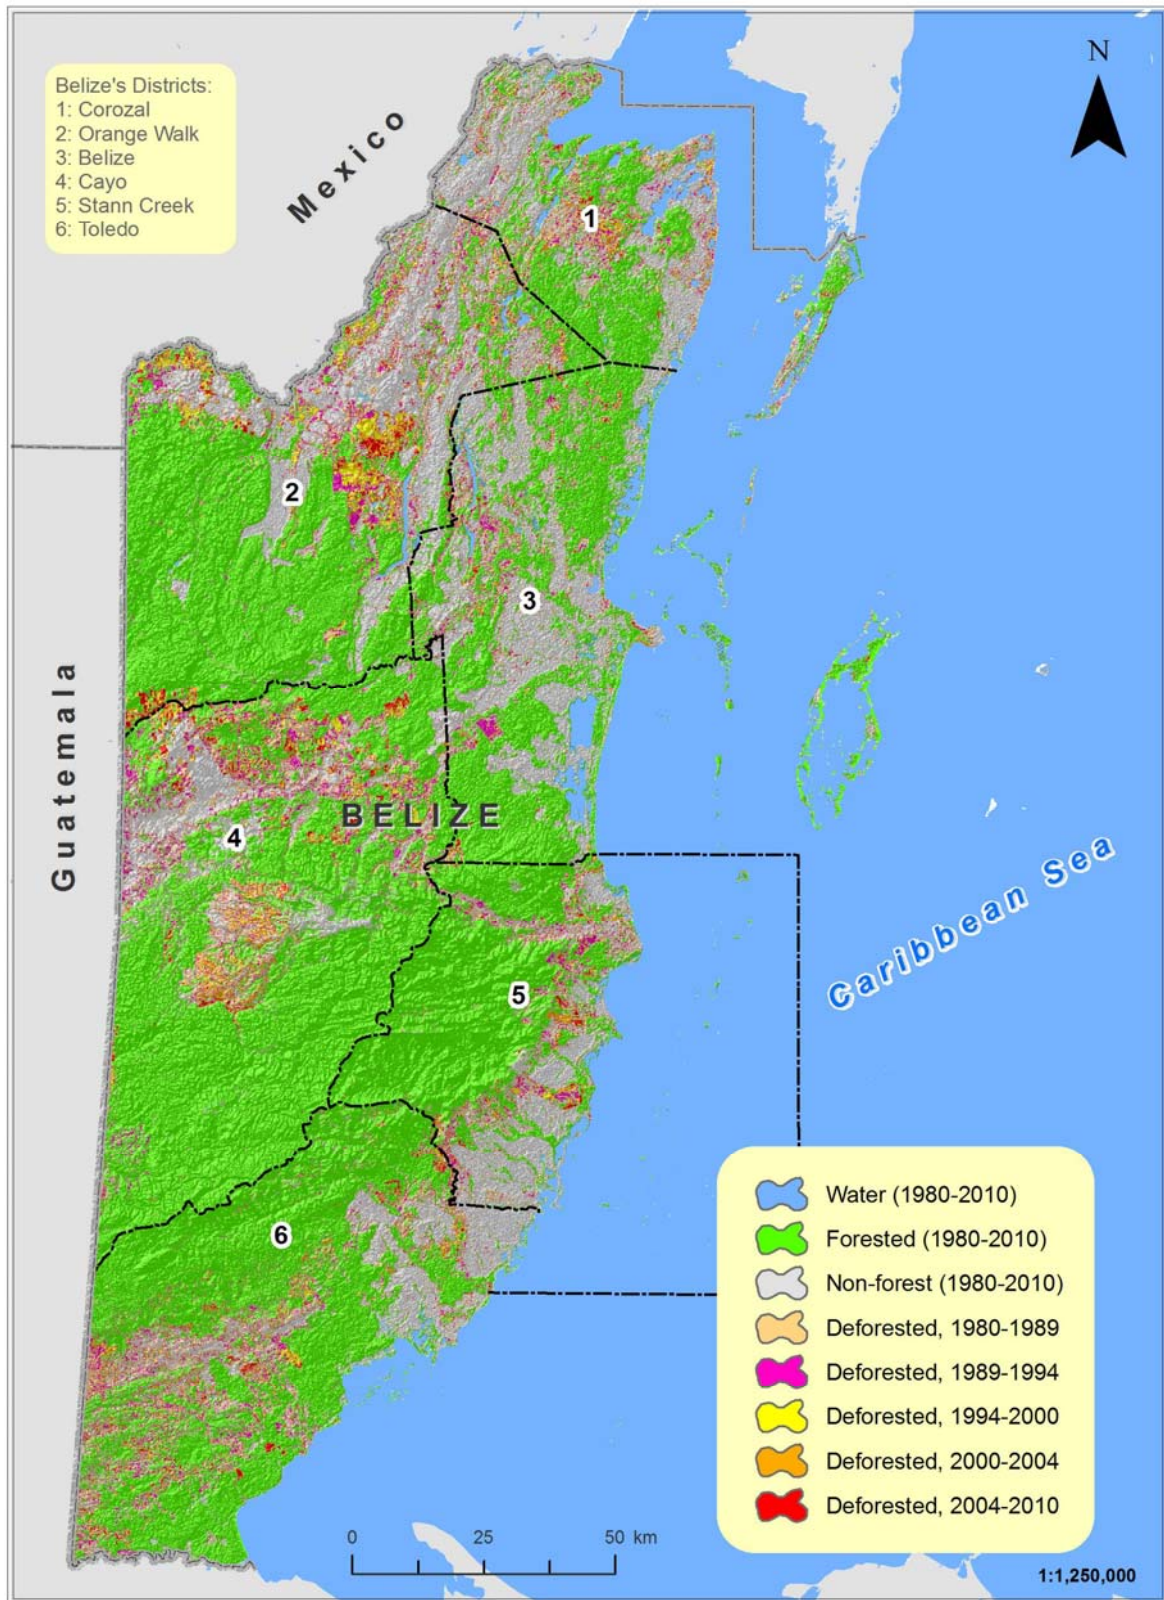 N
Belize's Districts:
1: Corozal
2: Orange Walk
3: Belize
4: Cayo
5: Stann Creek
6: Toledo
Mexico
1
2
3
Guatemala
BELIZE
4
Caribbean Sea
5
6
Water (1980-2010)
Forested (1980-2010)
Non-forest (1980-2010)
Deforested, 1980-1989
Deforested, 1989-1994
Deforested, 1994-2000
Deforested, 2000-2004
Deforested, 2004-2010
0 25 50 km
1:1,250,000